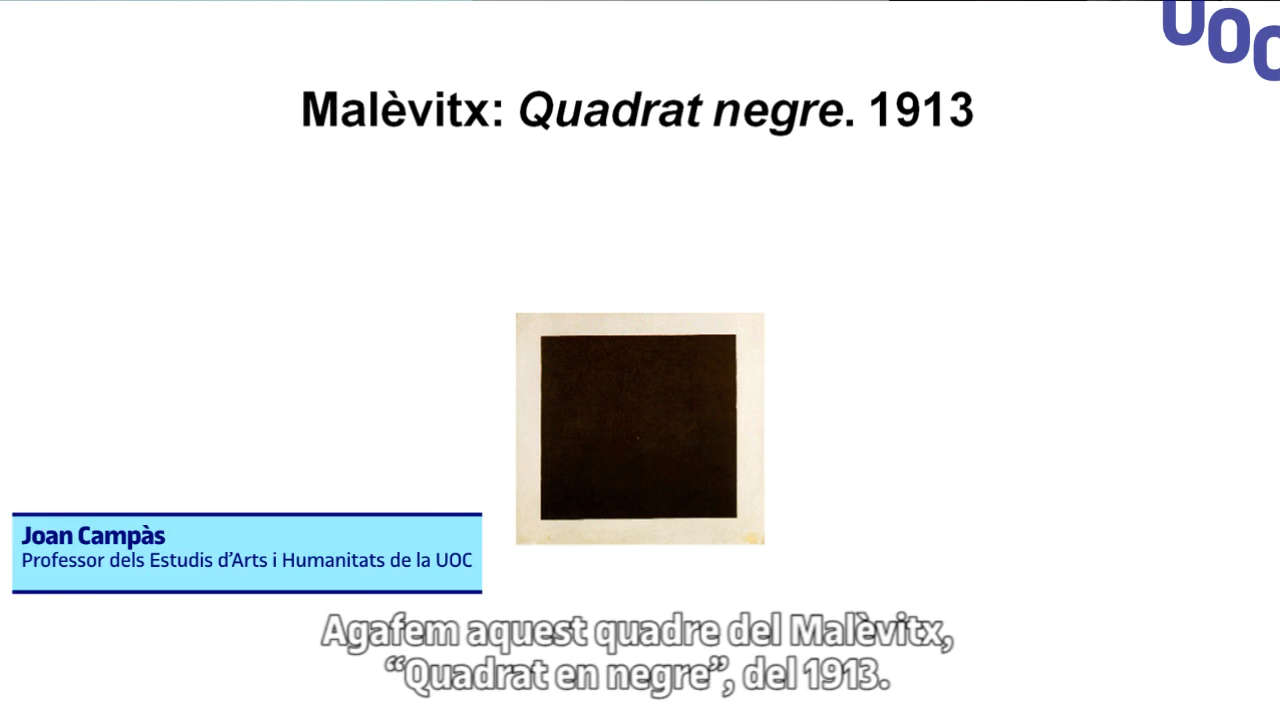 UOC
Malèvitx: Quadrat negre. 1913
Joan Campàs
Professor dels Estudis d’Arts i Humanitats de la UOC
Agafem aquest quadre del Malèvitx,
“Quadrat en negre”, del 1913.